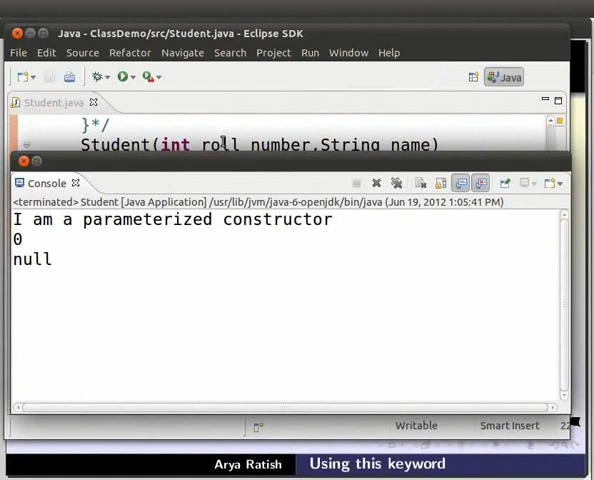 Java - ClassDemo/src/Student.java - Eclipse SDK
File Edit Source Refactor Navigate Search Project Run Window Help
Java
Student.java
}*/
Student(int roll_number,String name)
Console
<terminated> Student [Java Application] /usr/lib/jvm/java-6-openjdk/bin/java (Jun 19, 2012 1:05:41 PM)
I am a parameterized constructor
0
null
Writable Smart Insert 22
Arya Ratish Using this keyword